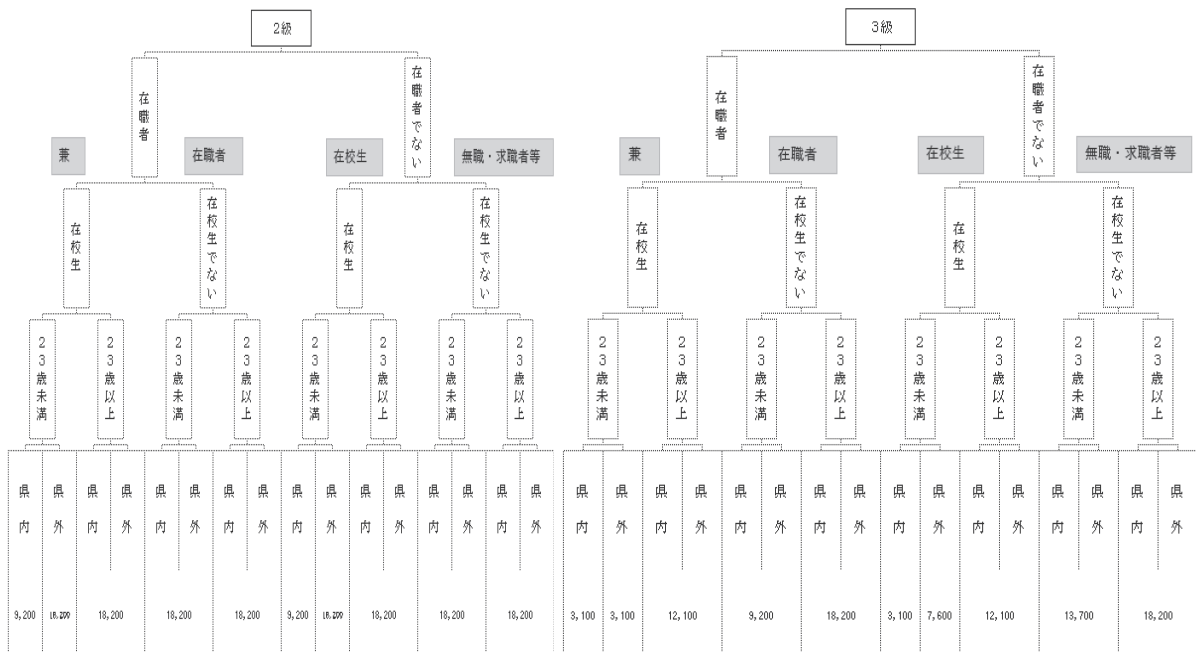 2級
在職者
在職者でない
兼
在職者
在校生
無職・求職者等
在校生
在校生でない
在校生
在校生でない
23歳未満
23歳以上
23歳未満
23歳以上
23歳未満
23歳以上
23歳未満
23歳以上
県内 県外 県内 県外 県内 県外 県内 県外 県内 県外 県内 県外 県内 県外 県内 県外
9,200 18,200 18,200 18,200 9,200 18,200 18,200 18,200
3級
在職者
在職者でない
兼
在職者
在校生
無職・求職者等
在校生
在校生でない
在校生
在校生でない
23歳未満
23歳以上
23歳未満
23歳以上
23歳未満
23歳以上
23歳未満
23歳以上
県内 県外 県内 県外 県内 県外 県内 県外 県内 県外 県内 県外 県内 県外 県内 県外
3,100 3,100 12,100 9,200 18,200 3,100 7,600 12,100 13,700 18,200